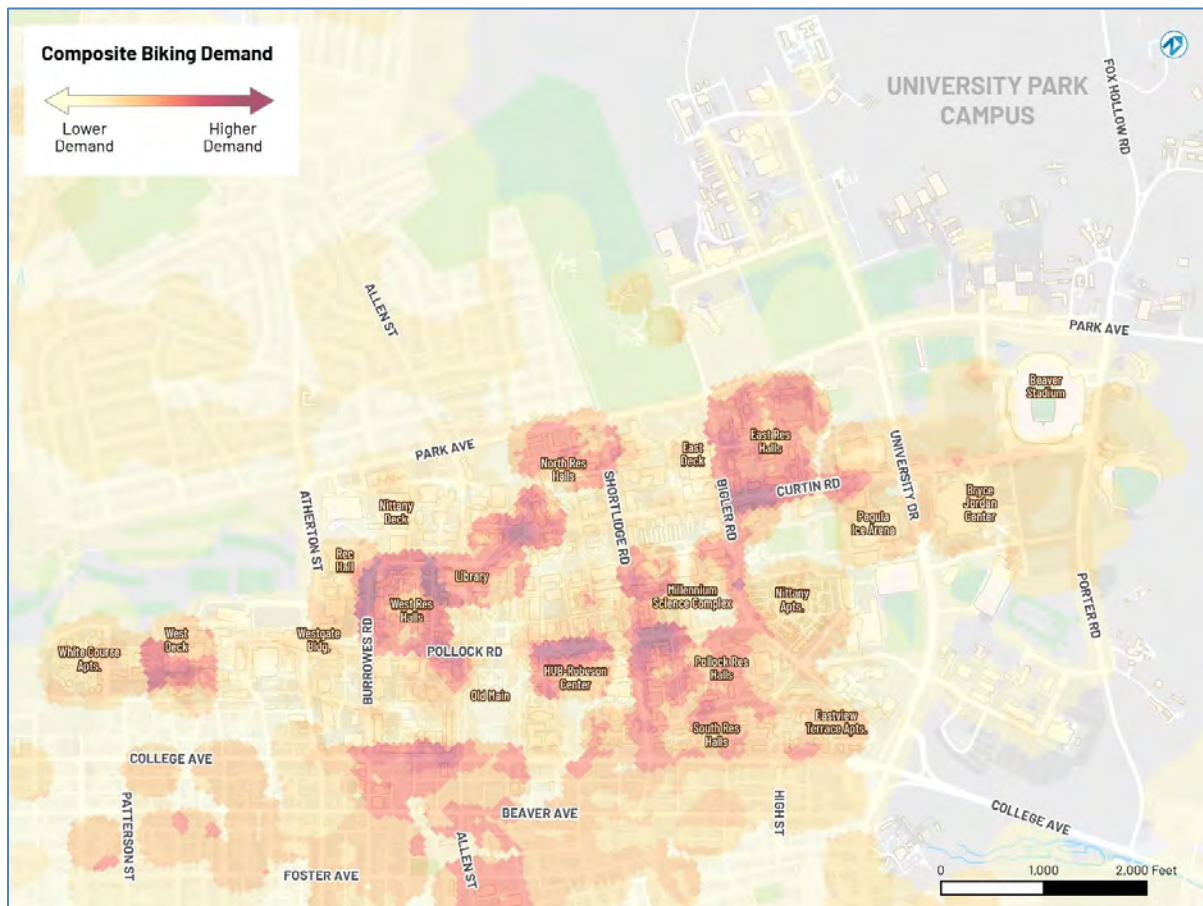 Composite Biking Demand
Lower
Demand
Higher
Demand
UNIVERSITY PARK
CAMPUS
FOX HOLLOW RD
ALLEN ST
PARK AVE
Beaver
Stadium
PARK AVE
East Res
Halls
East
Deck
North Res
Halls
UNIVERSITY DR
SHORTLIDGE RD
BIGLER RD
CURTIN RD
Bryce
Jordan
Center
Pegula
Ice Arena
ATHERTON ST
Nittany
Deck
Rec
Hall
Library
West Res
Halls
Millennium
Science Complex
Nittany
Apts.
PORTER RD
White Course
Apts.
West
Deck
Westgate
Bldg.
BURROWES RD
POLLOCK RD
HUB-Robeson
Center
Pollock Res
Halls
Old Main
South Res
Halls
Eastview
Terrace Apts.
COLLEGE AVE
PATTERSON ST
BEAVER AVE
HIGH ST
COLLEGE AVE
ALLEN ST
FOSTER AVE
0 1,000 2,000 Feet